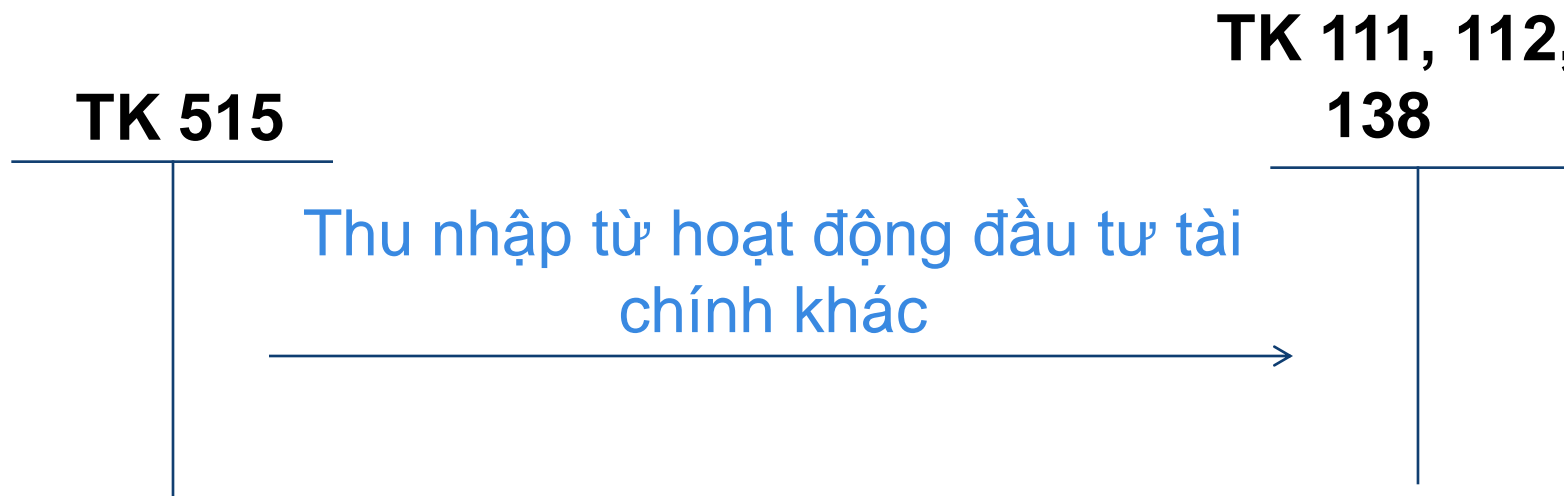 TK 515
TK 111, 112,
138
Thu nhập từ hoạt động đầu tư tài
chính khác